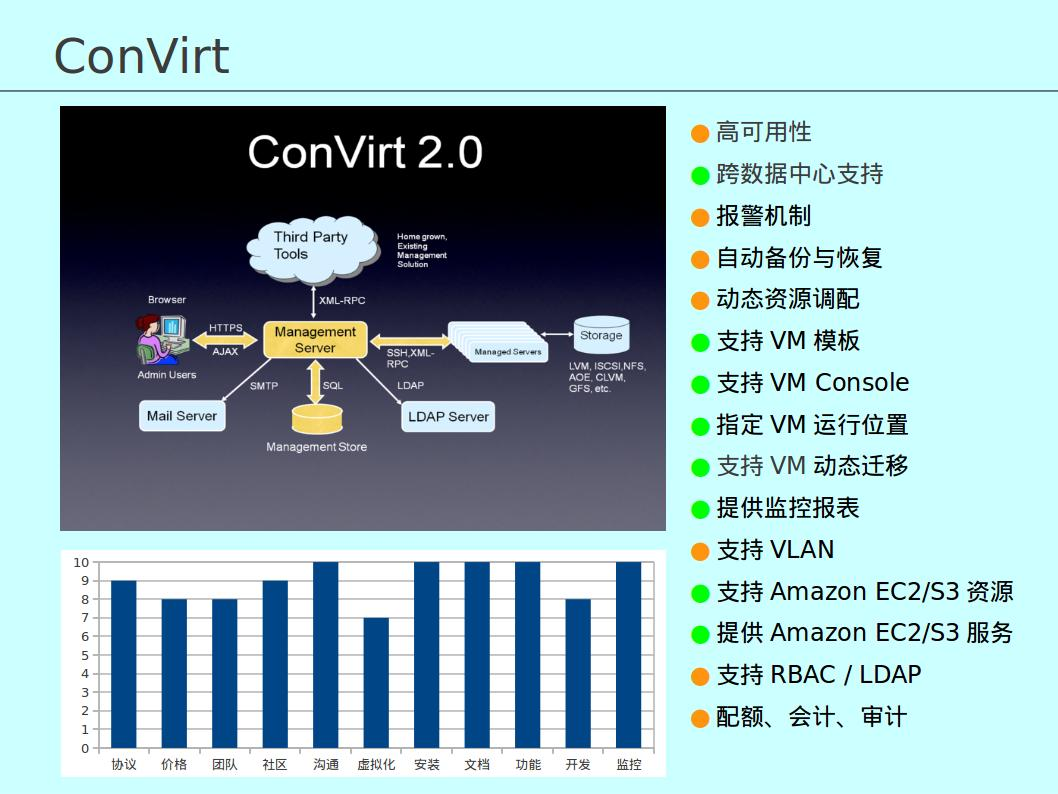 ConVirt
ConVirt 2.0
Third Party
Tools
Home grown,
Existing
Management
Solution
XML-RPC
Browser
HTTPS
AJAX
Admin Users
Management
Server
SSH,XML-
RPC
Managed Servers
Storage
LVM, ISCSI,NFS,
AOE, CLVM,
GFS, etc.
SMTP
SQL
LDAP
Mail Server
LDAP Server
Management Store
10
9
8
7
6
5
4
3
2
1
0
协议 价格 团队 社区 沟通 虚拟化 安装 文档 功能 开发 监控
高可用性
跨数据中心支持
报警机制
自动备份与恢复
动态资源调配
支持 VM 模板
支持 VM Console
指定 VM 运行位置
支持 VM 动态迁移
提供监控报表
支持 VLAN
支持 Amazon EC2/S3 资源
提供 Amazon EC2/S3 服务
支持 RBAC / LDAP
配额、会计、审计